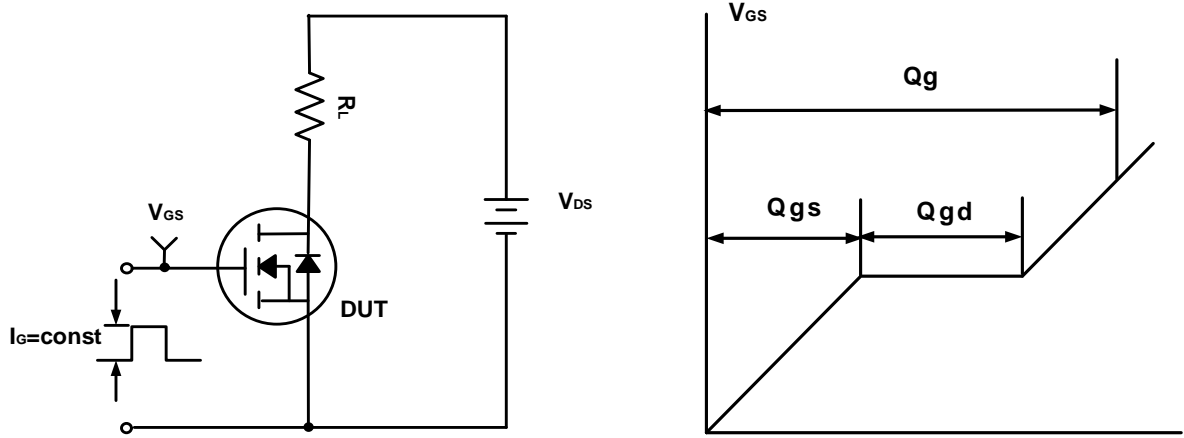 RL
VDS
VGS
DUT
IG=const
VGS
Qg
Qgs
Qgd